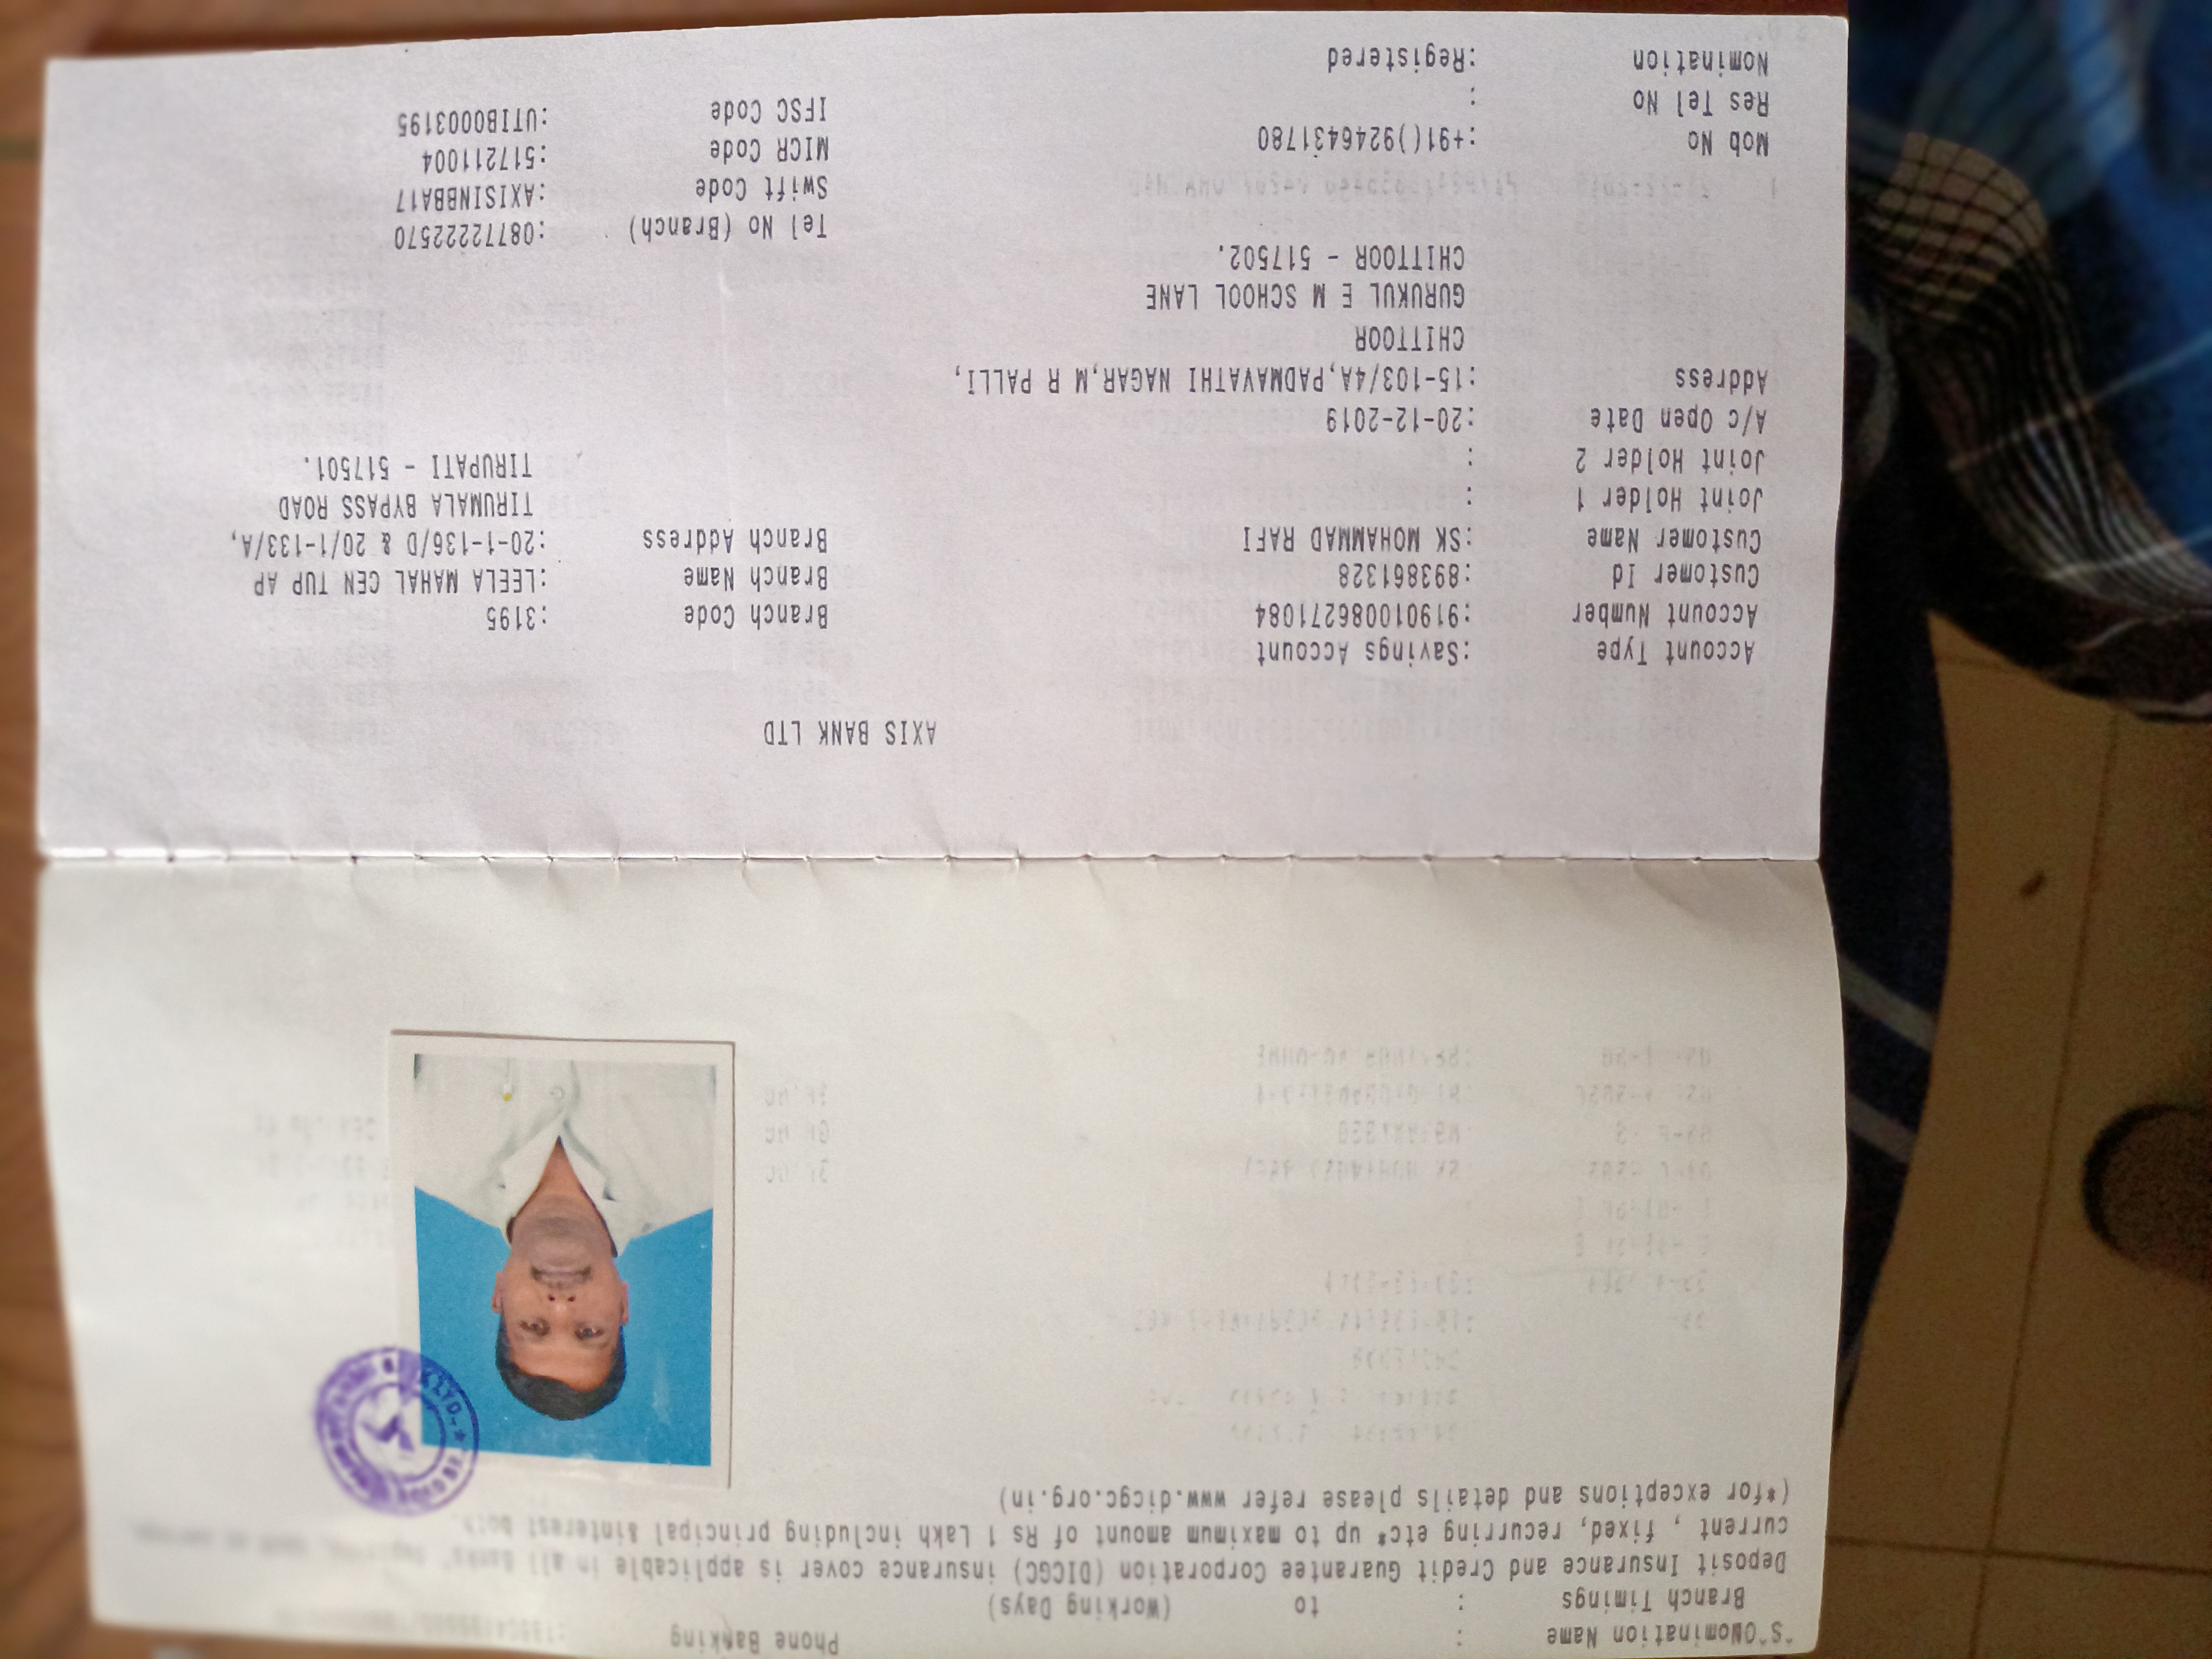 "S"ONomination Name : Phone Banking
Branch Timings : to (Working Days)
Deposit Insurance and Credit Guarantee Corporation (DICGC) insurance cover is applicable in all Banks'
current , fixed, recurring etc* up to maximum amount of Rs 1 Lakh including principal &interest both.
(*for exceptions and details please refer www.dicgc.org.in)
LTD.
AXIS BANK LTD
Account Type :Savings Account
Account Number :919010086271084 Branch Code :3195
Customer Id :893861328 Branch Name :LEELA MAHAL CEN TUP AP
Customer Name :SK MOHAMMAD RAFI Branch Address :20-1-136/D & 20/1-133/A,
Joint Holder 1 : TIRUMALA BYPASS ROAD
Joint Holder 2 : TIRUPATI - 517501.
A/c Open Date :20-12-2019
Address :15-103/4A,PADMAVATHI NAGAR,M R PALLI,
CHITTOOR
GURUKUL E M SCHOOL LANE
CHITTOOR - 517502.
Tel No (Branch) :08772222570
Swift Code :AXISINBBA17
Mob No :+91()9246431780 MICR Code :517211004
Res Tel No : IFSC Code :UTIB0003195
Nomination :Registered